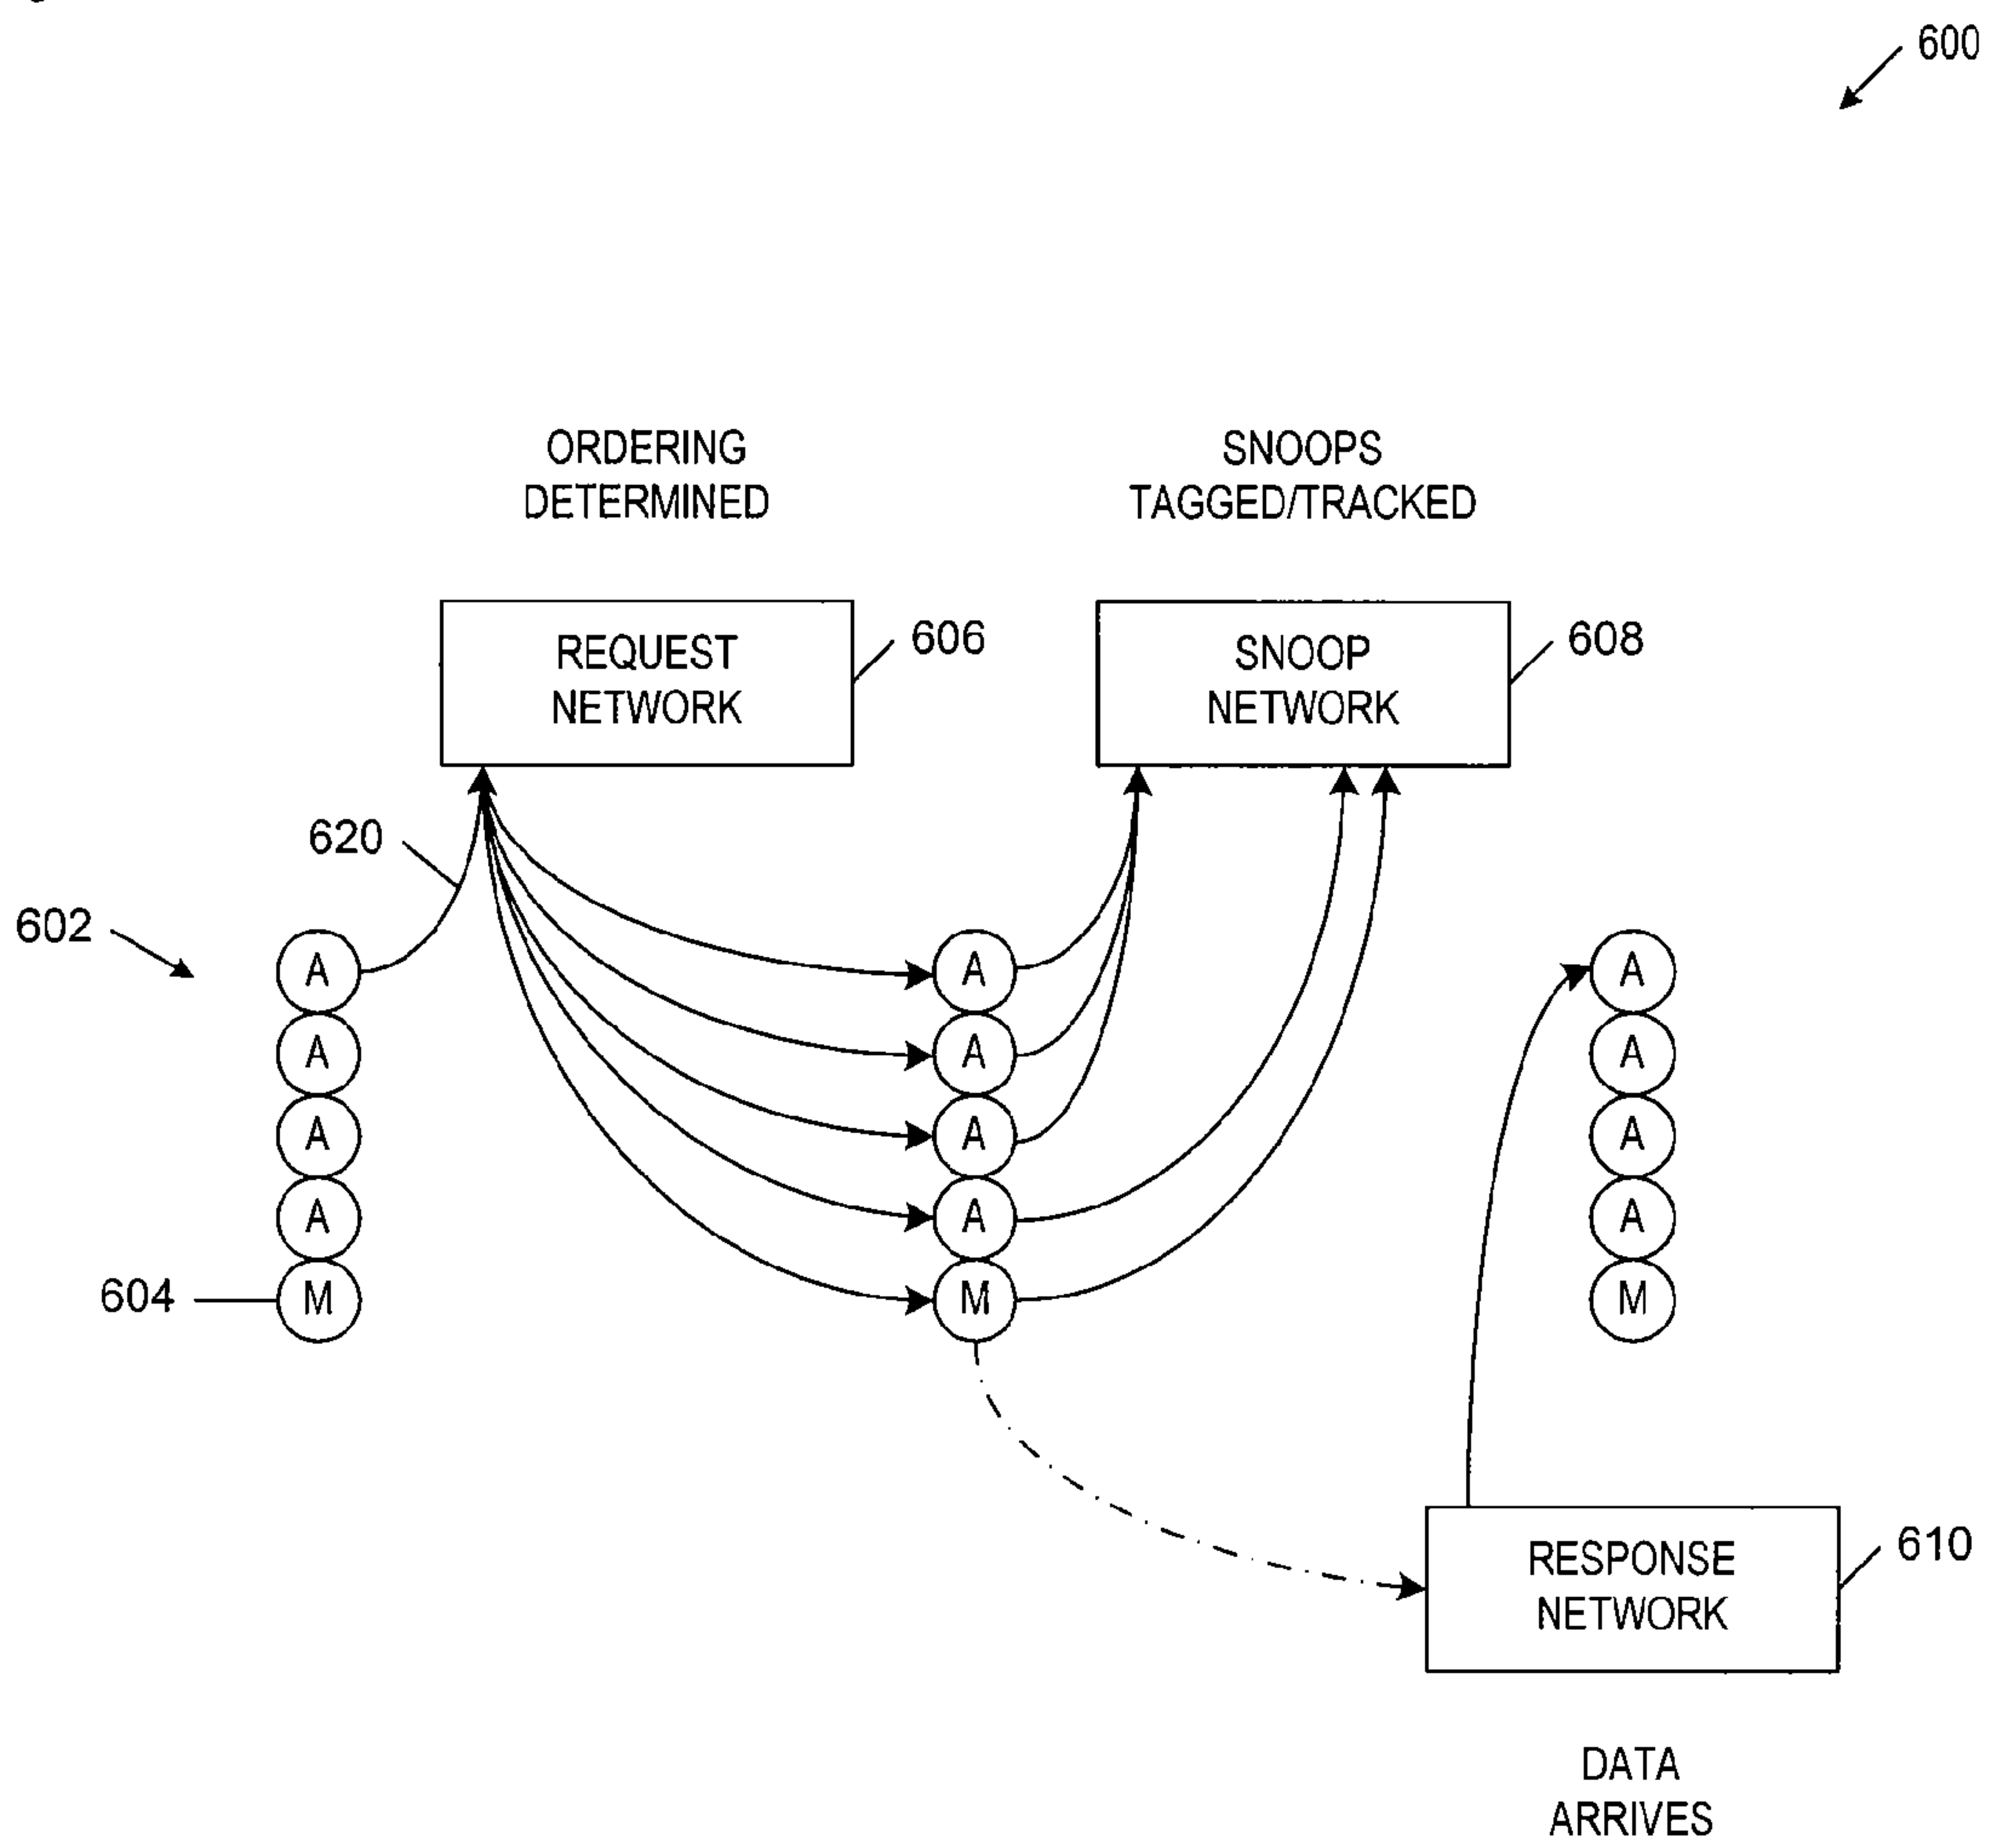 600
ORDERING
DETERMINED
SNOOPS
TAGGED/TRACKED
REQUEST
NETWORK
606
SNOOP
NETWORK
608
620
602
A
A
A
A
M
604
A
A
A
A
M
A
A
A
A
M
RESPONSE
NETWORK
610
DATA
ARRIVES